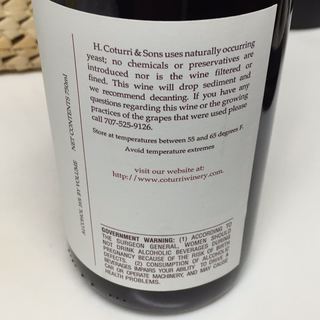 H. Coturri & Sons uses naturally occurring
yeast; no chemicals or preservatives are
introduced nor is the wine filtered or
fined. This wine will drop sediment and
we recommend decanting. If you have any
questions regarding this wine or the growing
practices of the grapes that were used please
call 707-525-9126.
Store at temperatures between 55 and 65 degrees F.
Avoid temperature extremes
visit our website at:
http://www.coturriwinery.com
GOVERNMENT WARNING: (1) ACCORDING TO
THE SURGEON GENERAL, WOMEN SHOULD
NOT DRINK ALCOHOLIC BEVERAGES DURING
PREGNANCY BECAUSE OF THE RISK OF BIRTH
DEFECTS. (2) CONSUMPTION OF ALCOHOLIC
BEVERAGES IMPAIRS YOUR ABILITY TO DRIVE A
CAR OR OPERATE MACHINERY, AND MAY CAUSE
HEALTH PROBLEMS.
NET CONTENTS 750ml
ALCOHOL BY VOLUME